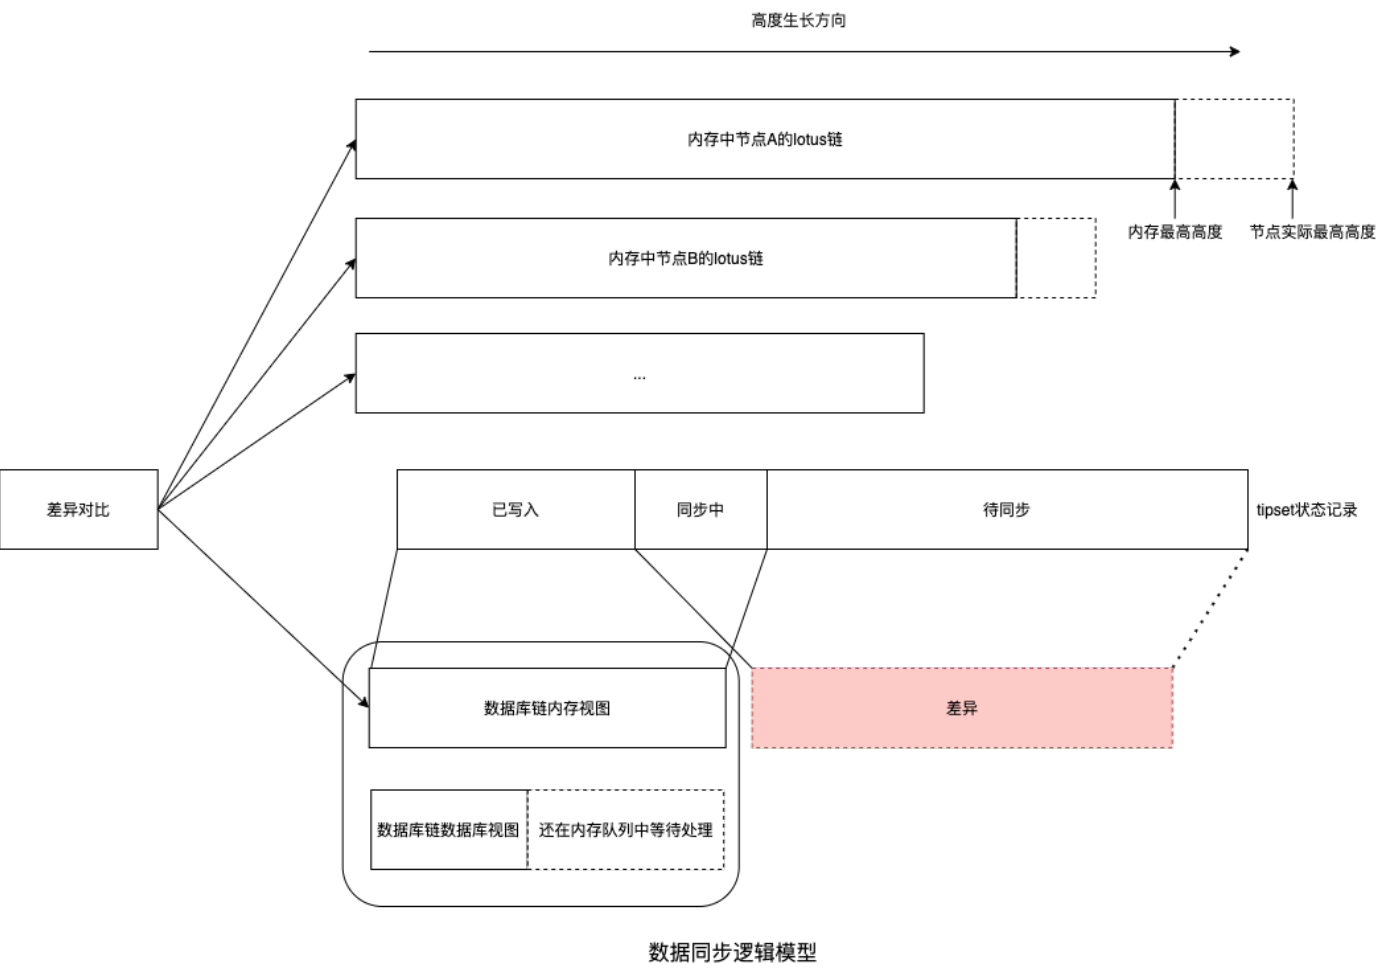 高度生长方向
内存中节点A的lotus链
内存最高高度
节点实际最高高度
内存中节点B的lotus链
...
差异对比
已写入
同步中
待同步
tipset状态记录
数据库链内存视图
差异
数据库链数据库视图
还在内存队列中等待处理
数据同步逻辑模型